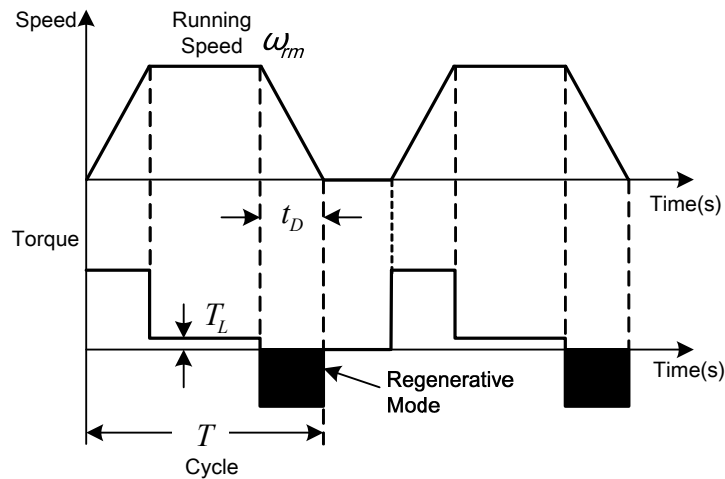 Speed
Running
Speed
ω_rm
Time(s)
t_D
Torque
T_L
Time(s)
Regenerative
Mode
T
Cycle